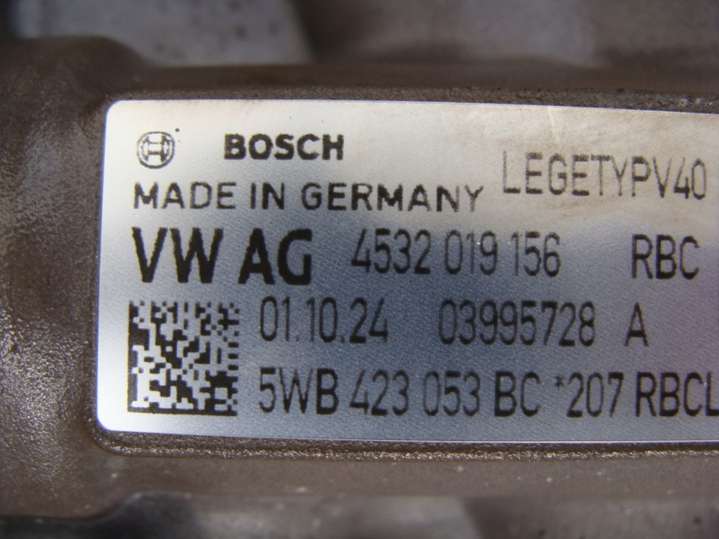 BOSCH
MADE IN GERMANY LEGETYPV40
VW AG 4532 019 156 RBC
01.10.24 03995728 A
5WB 423 053 BC *207 RBCL